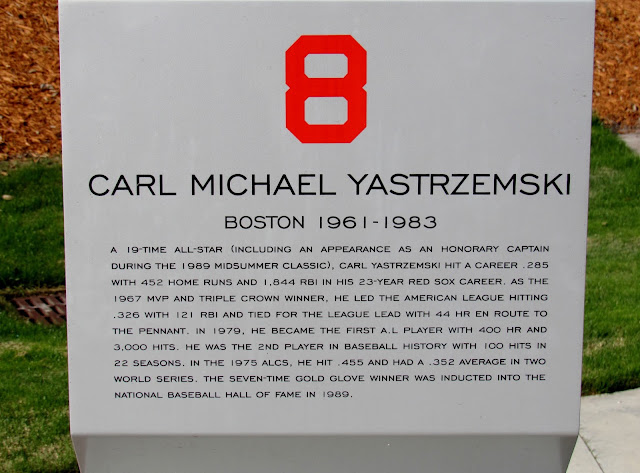 8
CARL MICHAEL YASTRZEMSKI
BOSTON 1961-1983
A 19-TIME ALL-STAR (INCLUDING AN APPEARANCE AS AN HONORARY CAPTAIN
DURING THE 1989 MIDSUMMER CLASSIC), CARL YASTRZEMSKI HIT A CAREER .285
WITH 452 HOME RUNS AND 1,844 RBI IN HIS 23-YEAR RED SOX CAREER. AS THE
1967 MVP AND TRIPLE CROWN WINNER, HE LED THE AMERICAN LEAGUE HITTING
.326 WITH 121 RBI AND TIED FOR THE LEAGUE LEAD WITH 44 HR EN ROUTE TO
THE PENNANT. IN 1979, HE BECAME THE FIRST A.L PLAYER WITH 400 HR AND
3,000 HITS. HE WAS THE 2ND PLAYER IN BASEBALL HISTORY WITH 100 HITS IN
22 SEASONS. IN THE 1975 ALCS, HE HIT .455 AND HAD A .352 AVERAGE IN TWO
WORLD SERIES. THE SEVEN-TIME GOLD GLOVE WINNER WAS INDUCTED INTO THE
NATIONAL BASEBALL HALL OF FAME IN 1989.